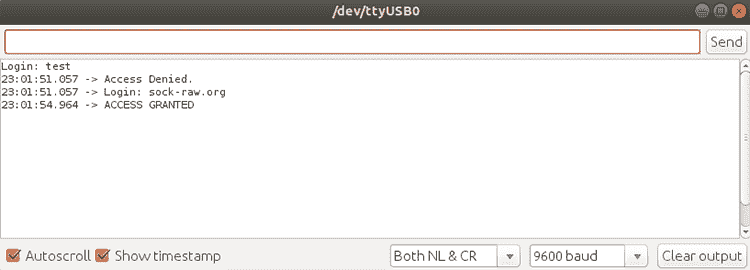 /dev/ttyUSB0
Send
Login: test
23:01:51.057 -> Access Denied.
23:01:51.057 -> Login: sock-raw.org
23:01:54.964 -> ACCESS GRANTED
Autoscroll Show timestamp Both NL & CR 9600 baud Clear output